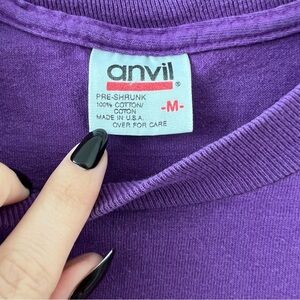 anvil®
PRE-SHRUNK
100% COTTON/
COTON
MADE IN U.S.A.
OVER FOR CARE
-M-